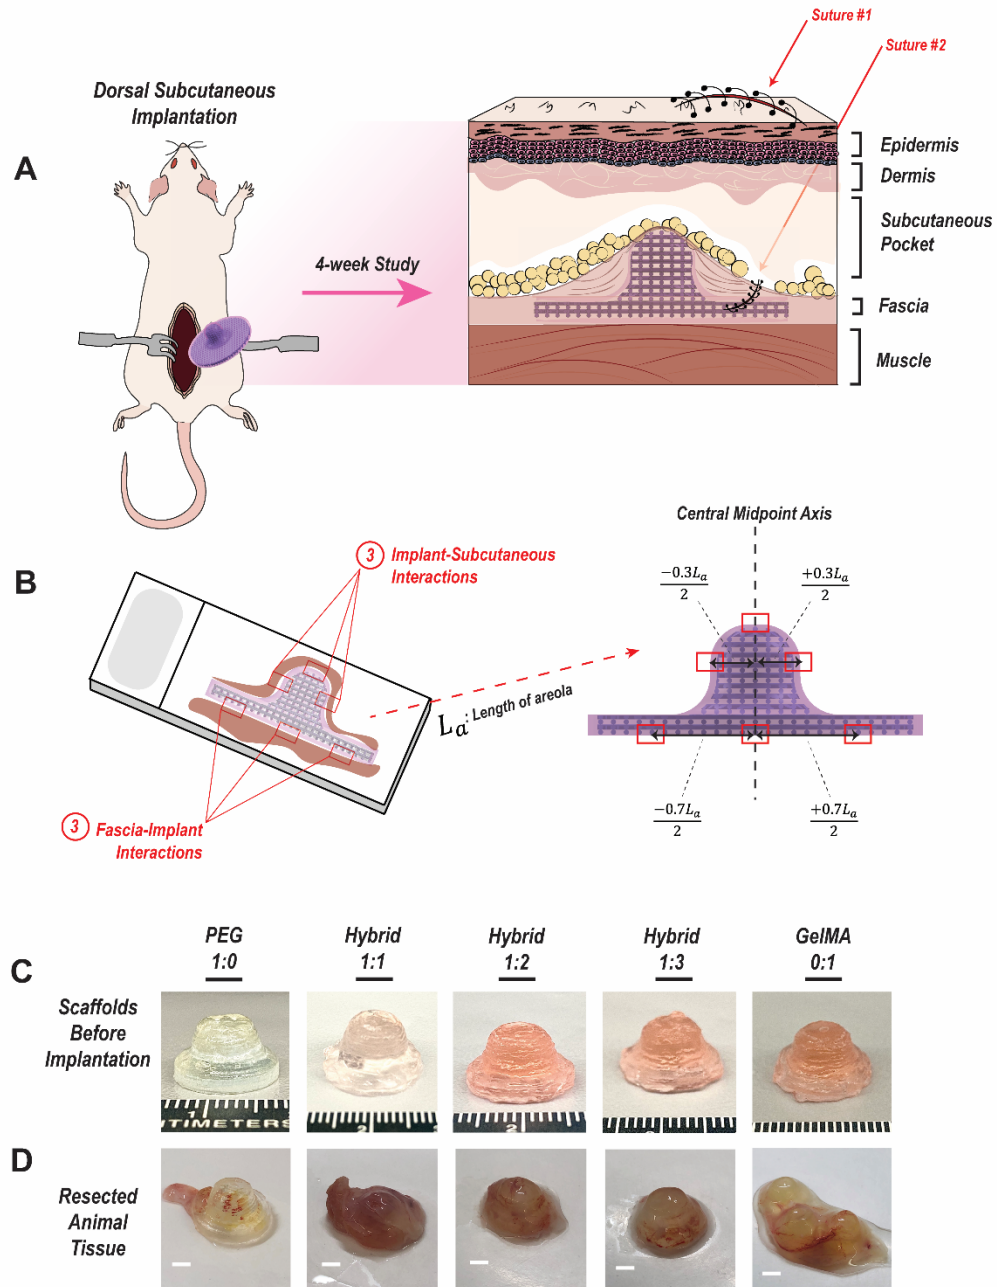 Suture #1
Suture #2
Dorsal Subcutaneous
Implantation
A
4-week Study
Epidermis
Dermis
Subcutaneous
Pocket
Fascia
Muscle
B
3 Implant-Subcutaneous
Interactions
3 Fascia-Implant
Interactions
La: Length of areola
Central Midpoint Axis
−0.3La
2
+0.3La
2
−0.7La
2
+0.7La
2
C
PEG
1:0
Hybrid
1:1
Hybrid
1:2
Hybrid
1:3
GelMA
0:1
Scaffolds
Before
Implantation
1
TIMETERS
2
2
D
Resected
Animal
Tissue